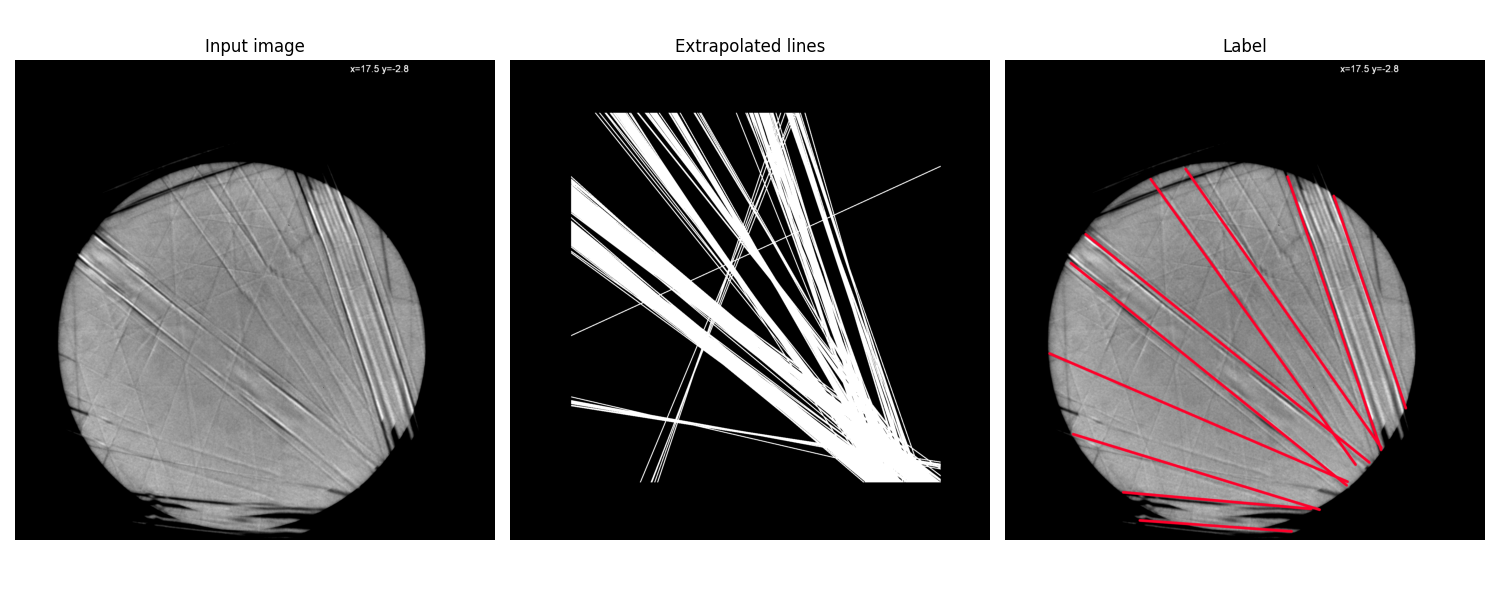 Input image
Extrapolated lines
Label
x=17.5 y=-2.8
x=17.5 y=-2.8